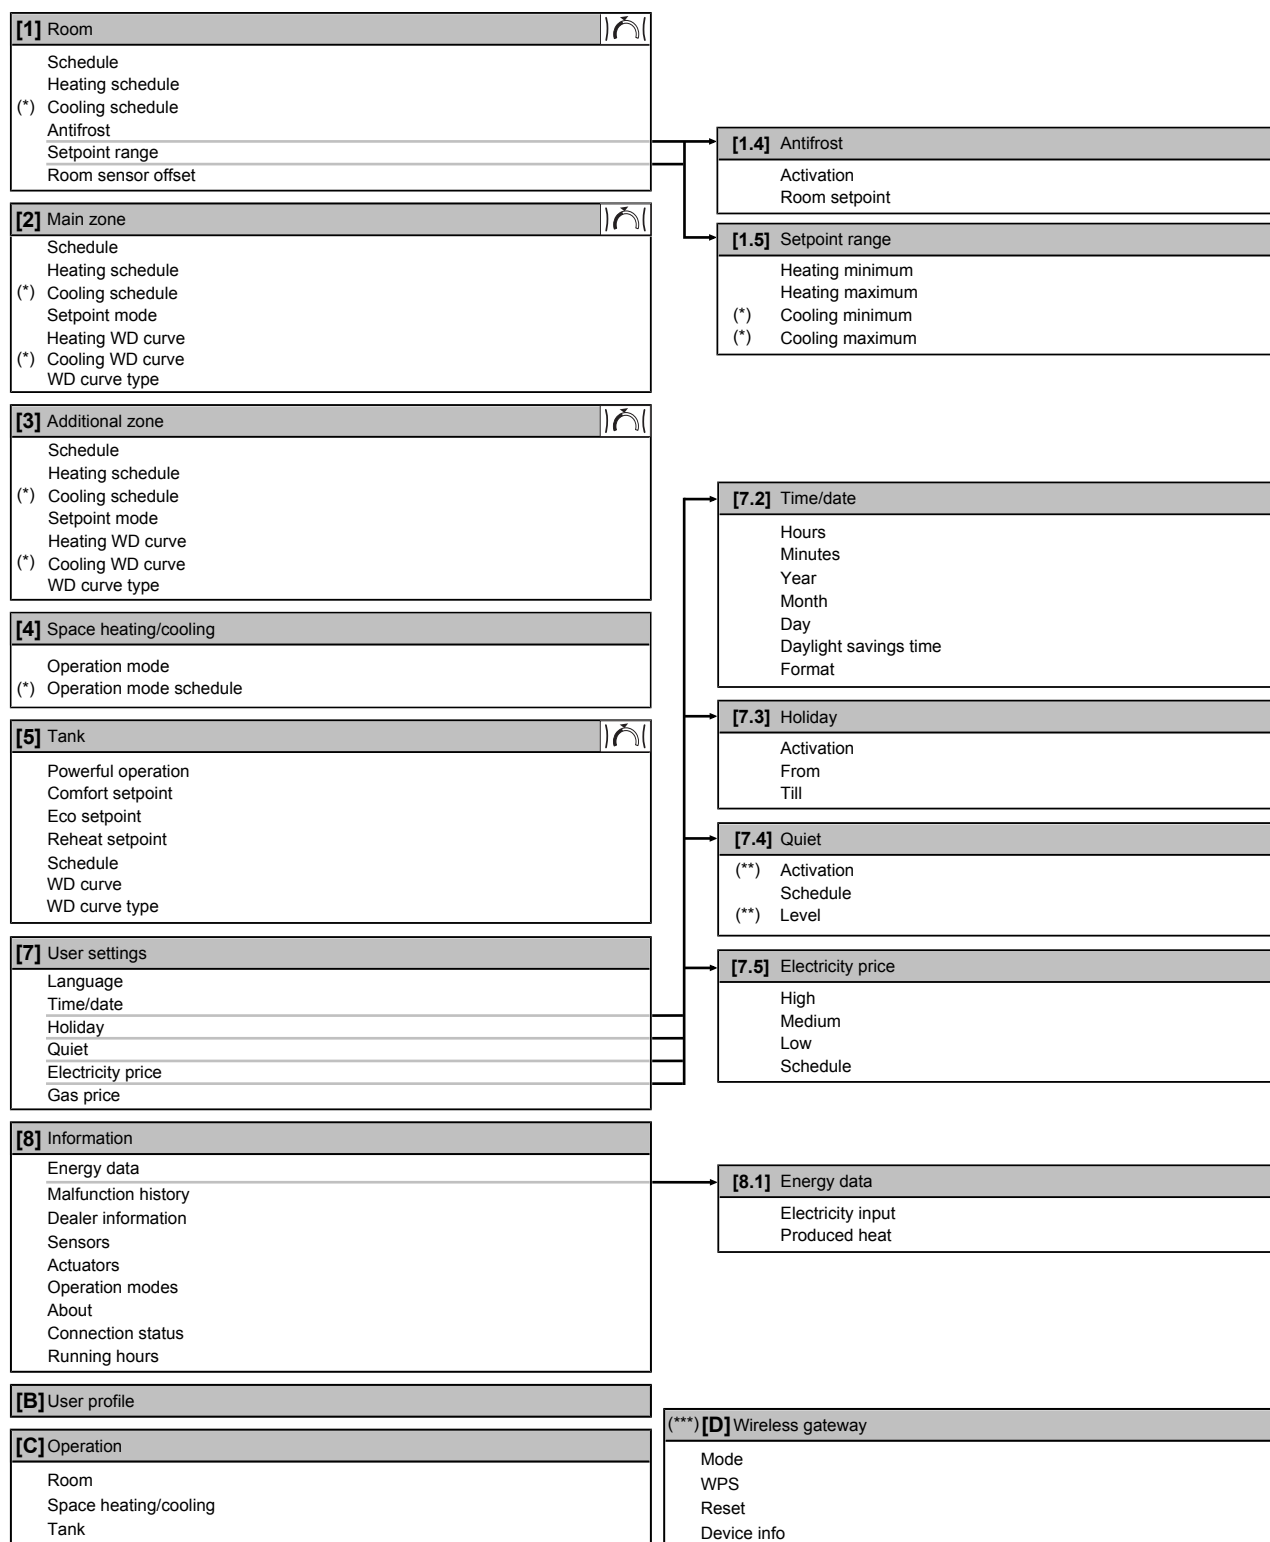 [1] Room
Schedule
Heating schedule
(*) Cooling schedule
Antifrost
Setpoint range
Room sensor offset
[1.4] Antifrost
Activation
Room setpoint
[1.5] Setpoint range
Heating minimum
Heating maximum
(*) Cooling minimum
(*) Cooling maximum
[2] Main zone
Schedule
Heating schedule
(*) Cooling schedule
Setpoint mode
Heating WD curve
(*) Cooling WD curve
WD curve type
[3] Additional zone
Schedule
Heating schedule
(*) Cooling schedule
Setpoint mode
Heating WD curve
(*) Cooling WD curve
WD curve type
[4] Space heating/cooling
Operation mode
(*) Operation mode schedule
[5] Tank
Powerful operation
Comfort setpoint
Eco setpoint
Reheat setpoint
Schedule
WD curve
WD curve type
[7] User settings
Language
Time/date
Holiday
Quiet
Electricity price
Gas price
[7.2] Time/date
Hours
Minutes
Year
Month
Day
Daylight savings time
Format
[7.3] Holiday
Activation
From
Till
[7.4] Quiet
(**) Activation
Schedule
(**) Level
[7.5] Electricity price
High
Medium
Low
Schedule
[8] Information
Energy data
Malfunction history
Dealer information
Sensors
Actuators
Operation modes
About
Connection status
Running hours
[8.1] Energy data
Electricity input
Produced heat
[B] User profile
[C] Operation
Room
Space heating/cooling
Tank
(***) [D] Wireless gateway
Mode
WPS
Reset
Device info